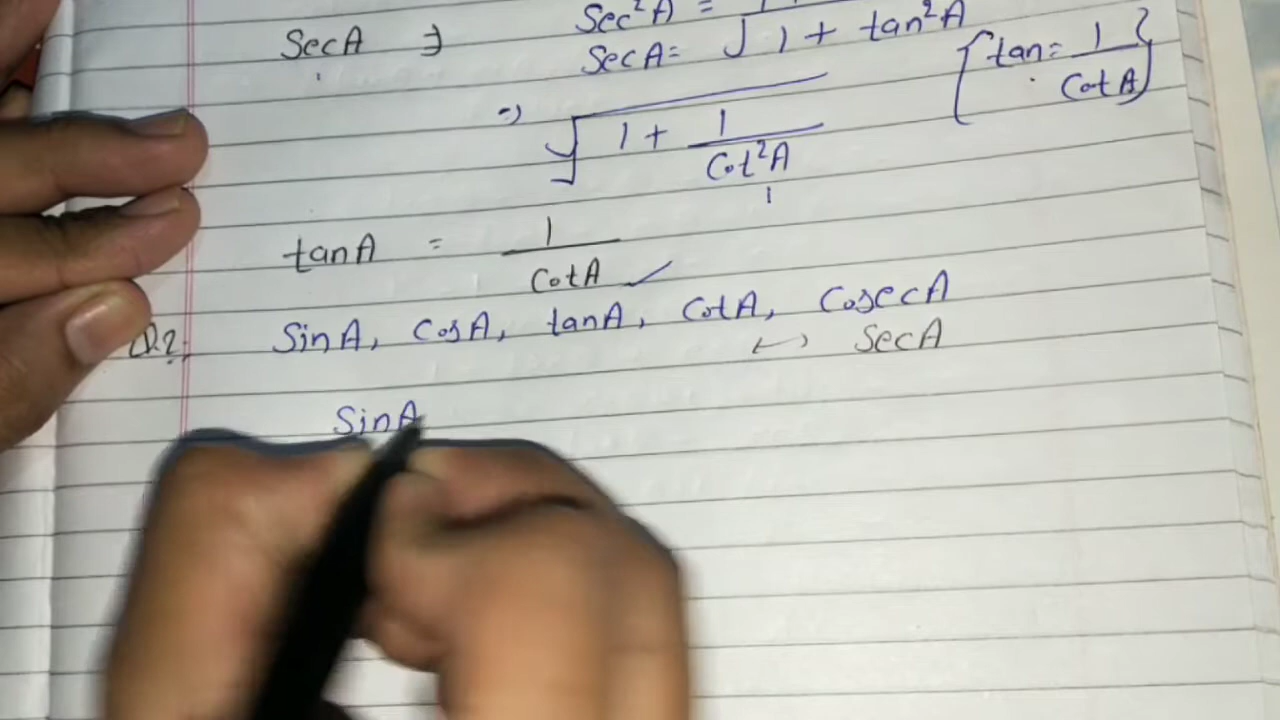 Sec²A =
SecA ⇒ SecA = √1 + tan²A {tan = 1/CotA}
=) √1 + 1/Cot²A
tanA = 1/CotA ✓
Q2. SinA, CosA, tanA, CotA, CosecA
SecA
SinA